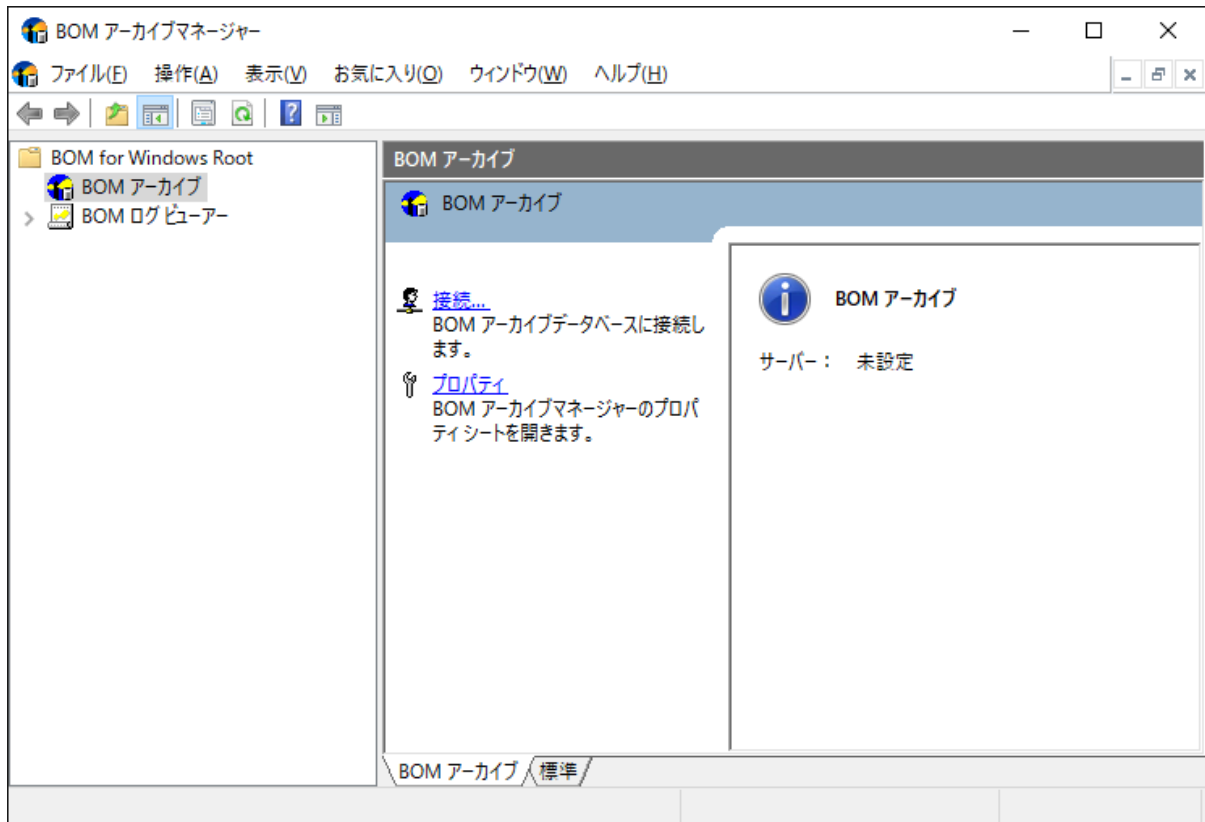 BOM アーカイブマネージャー
ファイル(F) 操作(A) 表示(V) お気に入り(O) ウィンドウ(W) ヘルプ(H)
BOM for Windows Root
BOM アーカイブ
BOM ログ ビューアー
BOM アーカイブ
BOM アーカイブ
接続...
BOM アーカイブデータベースに接続し
ます。
プロパティ
BOM アーカイブマネージャーのプロパ
ティ シートを開きます。
BOM アーカイブ
サーバー： 未設定
BOM アーカイブ 標準